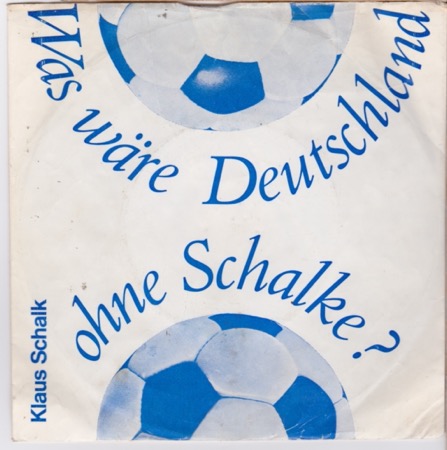 Was wäre Deutschland
ohne Schalke?
Klaus Schalk